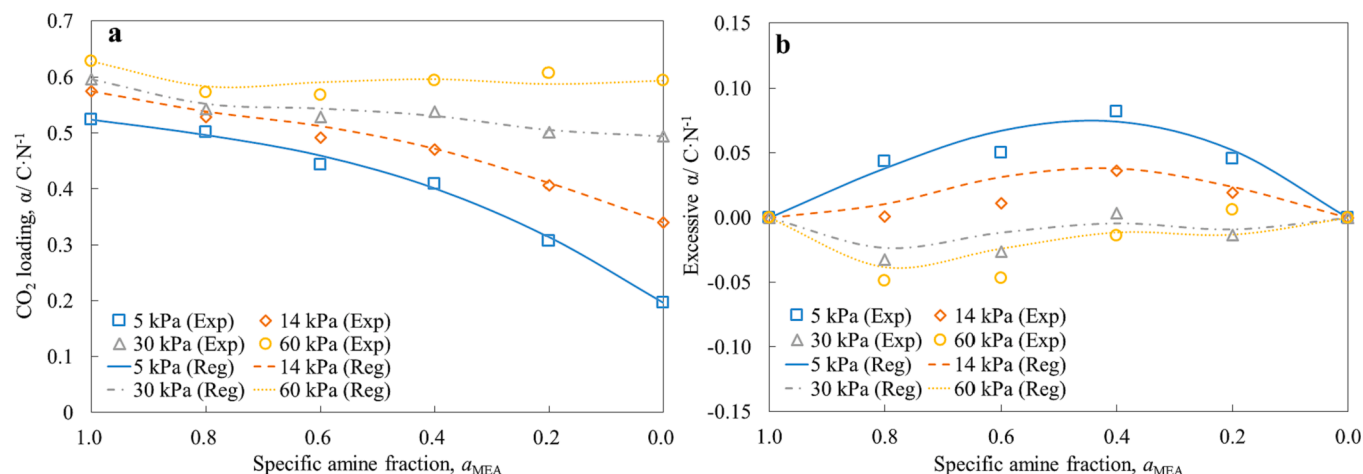 a
CO2 loading, α/ C·N-1
0.7
0.6
0.5
0.4
0.3
0.2
0.1
0
5 kPa (Exp) 14 kPa (Exp)
30 kPa (Exp) 60 kPa (Exp)
5 kPa (Reg) 14 kPa (Reg)
30 kPa (Reg) 60 kPa (Reg)
1.0 0.8 0.6 0.4 0.2 0.0
Specific amine fraction, aMEA
b
Excessive α/ C·N-1
0.15
0.10
0.05
0.00
-0.05
-0.10
-0.15
5 kPa (Exp) 14 kPa (Exp)
30 kPa (Exp) 60 kPa (Exp)
5 kPa (Reg) 14 kPa (Reg)
30 kPa (Reg) 60 kPa (Reg)
1.0 0.8 0.6 0.4 0.2 0.0
Specific amine fraction, aMEA